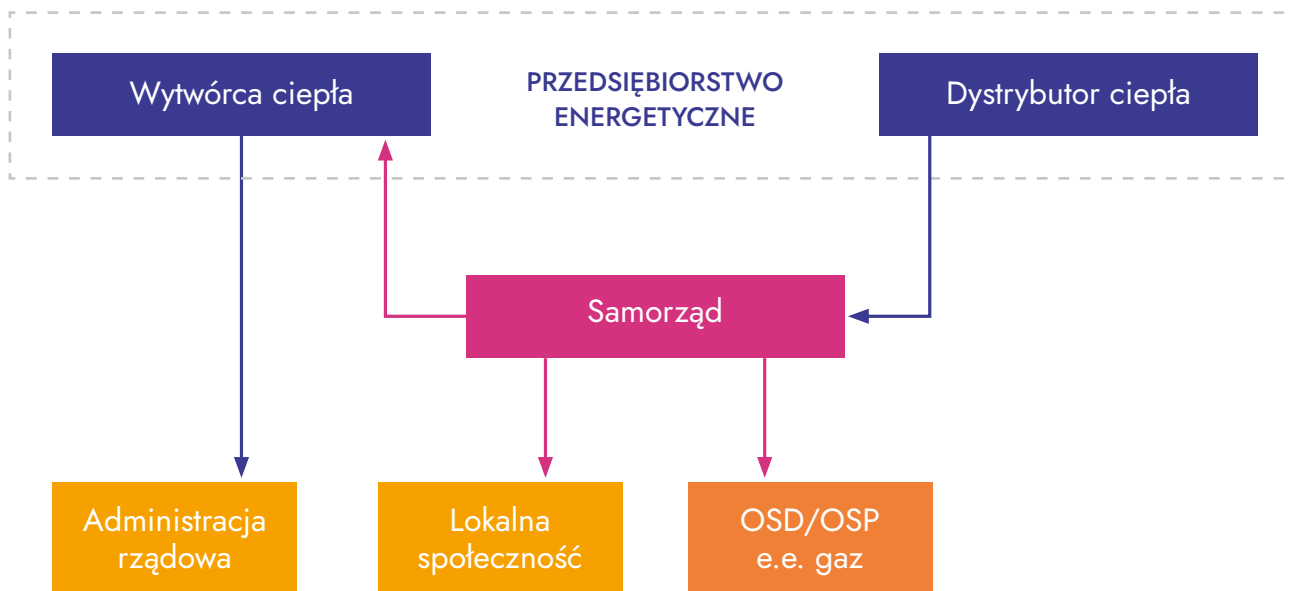 Wytwórca ciepła
PRZEDSIĘBIORSTWO
ENERGETYCZNE
Dystrybutor ciepła
Samorząd
Administracja
rządowa
Lokalna
społeczność
OSD/OSP
e.e. gaz